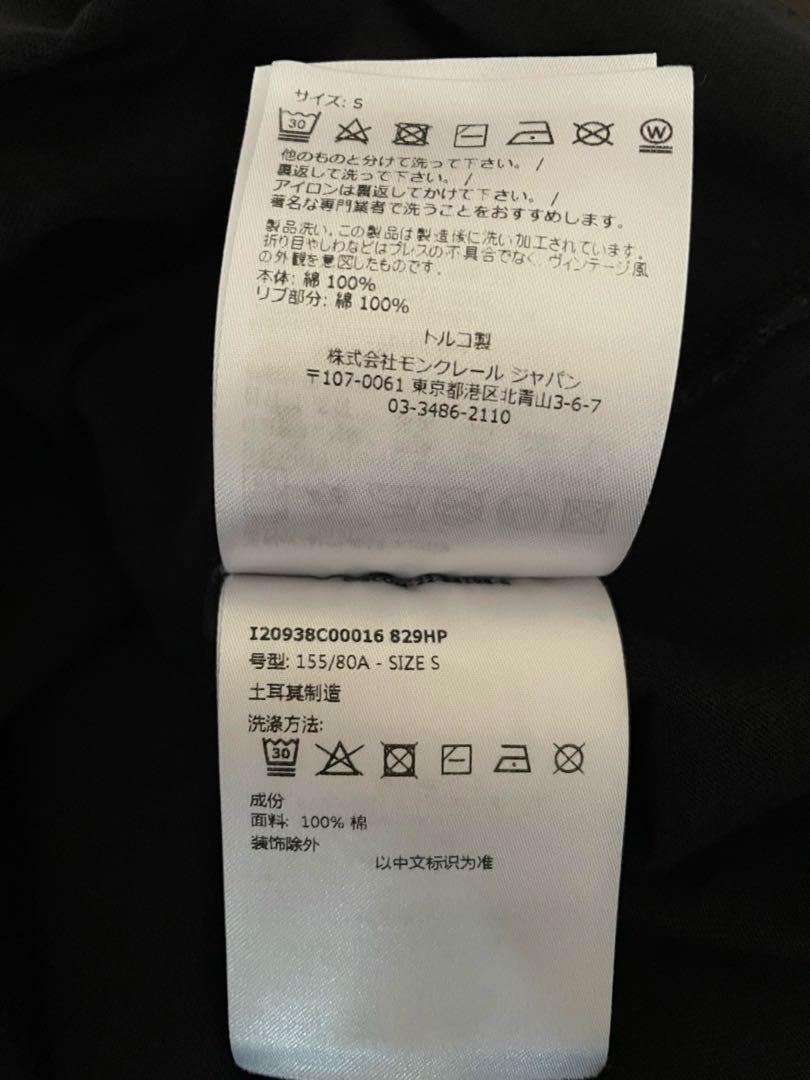 サイズ: S
30
W
他のものと分けて洗って下さい。 /
裏返して洗って下さい。 /
アイロンは裏返してかけて下さい。 /
著名な専門業者で洗うことをおすすめします。
製品洗い。この製品は製造後に洗い加工されています。
折り目やしわなどはプレスの不具合でなく、ヴィンテージ風
の外観を意図したものです。
本体: 綿 100%
リブ部分: 綿 100%
トルコ製
株式会社モンクレール ジャパン
〒107-0061 東京都港区北青山3-6-7
03-3486-2110
I20938C00016 829HP
号型: 155/80A - SIZE S
土耳其制造
洗涤方法:
30
成份
面料: 100% 棉
装饰除外
以中文标识为准